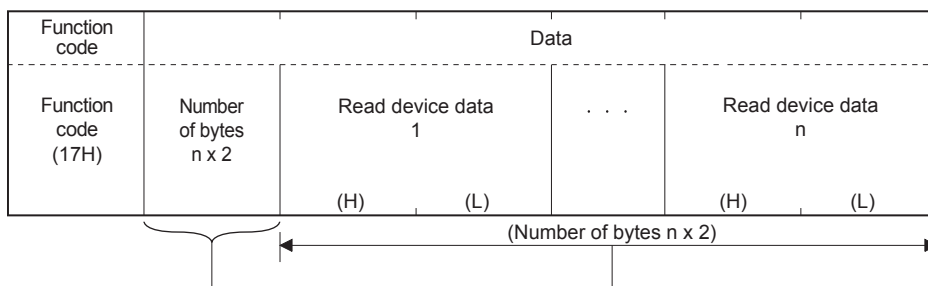 Function
code
Data
Function
code
(17H)
Number
of bytes
n x 2
Read device data
1
. . .
Read device data
n
(H)
(L)
(H)
(L)
(Number of bytes n x 2)